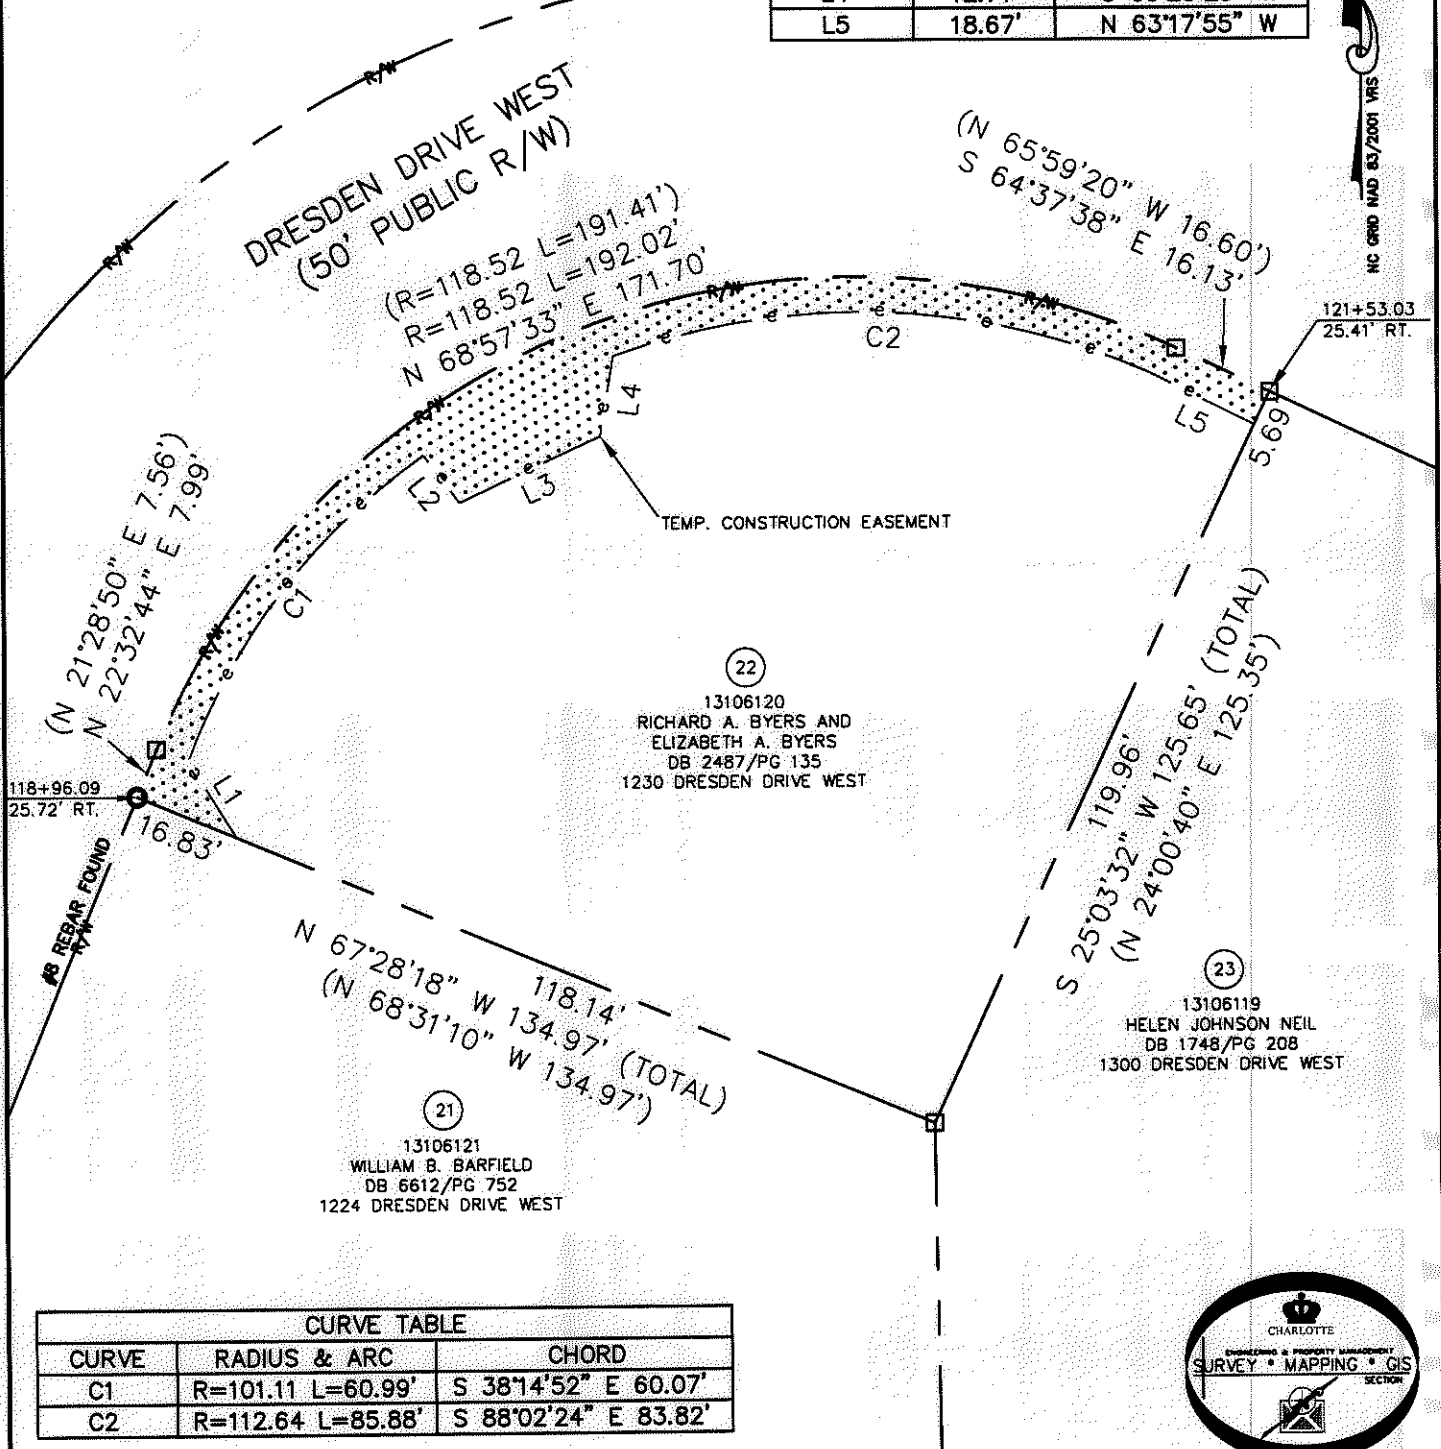 L5 18.67' N 63°17'55" W
NC GRID NAD 83/2001 VRS
R/W
DRESDEN DRIVE WEST
(50' PUBLIC R/W)
R/W
(R=118.52 L=191.41')
R=118.52 L=192.02'
N 68°57'33" E 171.70'
(N 65°59'20" W 16.60')
S 64°37'38" E 16.13'
R/W
R/W
121+53.03
25.41' RT.
e e e e e e
C2
L4
e
L5
5.69
R/W
L2
e
L3
e
e
TEMP. CONSTRUCTION EASEMENT
(N 21°28'50" E 7.56')
N 22°32'44" E 7.99'
e
C1
R/W
e
e
L1
118+96.09
25.72' RT.
16.83'
#8 REBAR FOUND
R/W
22
13106120
RICHARD A. BYERS AND
ELIZABETH A. BYERS
DB 2487/PG 135
1230 DRESDEN DRIVE WEST
119.96'
S 25°03'32" W 125.65' (TOTAL)
(N 24°00'40" E 125.35')
118.14'
N 67°28'18" W 134.97' (TOTAL)
(N 68°31'10" W 134.97')
23
13106119
HELEN JOHNSON NEIL
DB 1748/PG 208
1300 DRESDEN DRIVE WEST
21
13106121
WILLIAM B. BARFIELD
DB 6612/PG 752
1224 DRESDEN DRIVE WEST
CURVE TABLE
CURVE RADIUS & ARC CHORD
C1 R=101.11 L=60.99' S 38°14'52" E 60.07'
C2 R=112.64 L=85.88' S 88°02'24" E 83.82'
CHARLOTTE
ENGINEERING & PROPERTY MANAGEMENT
SURVEY * MAPPING * GIS
SECTION